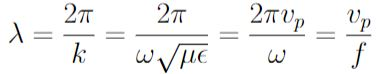 λ = 2π/k = 2π/(ω√(μϵ)) = 2πv_p/ω = v_p/f